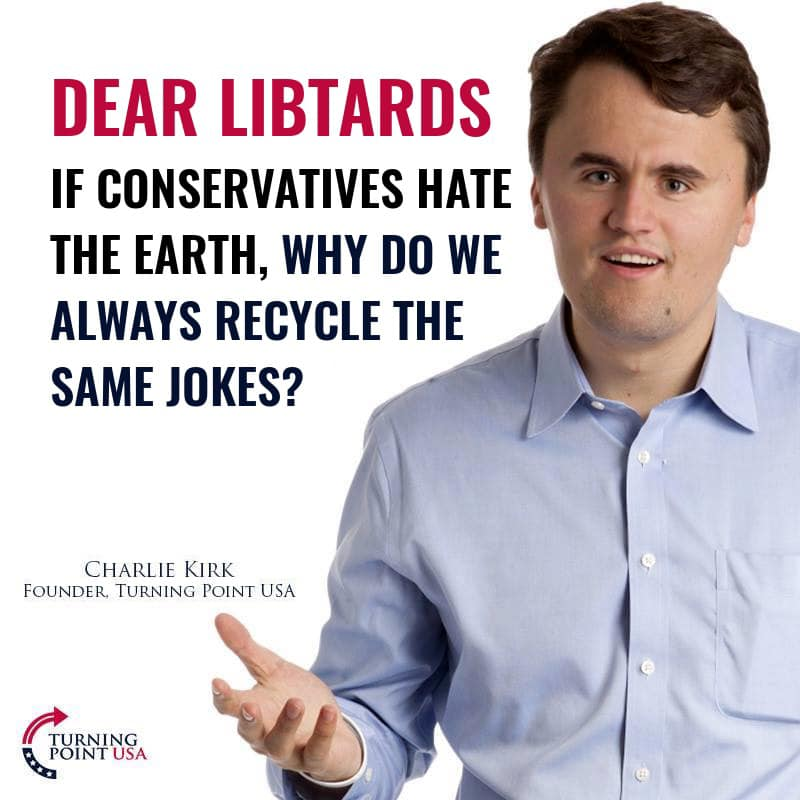 DEAR LIBTARDS
IF CONSERVATIVES HATE
THE EARTH, WHY DO WE
ALWAYS RECYCLE THE
SAME JOKES?
CHARLIE KIRK
FOUNDER, TURNING POINT USA
TURNING
POINT USA